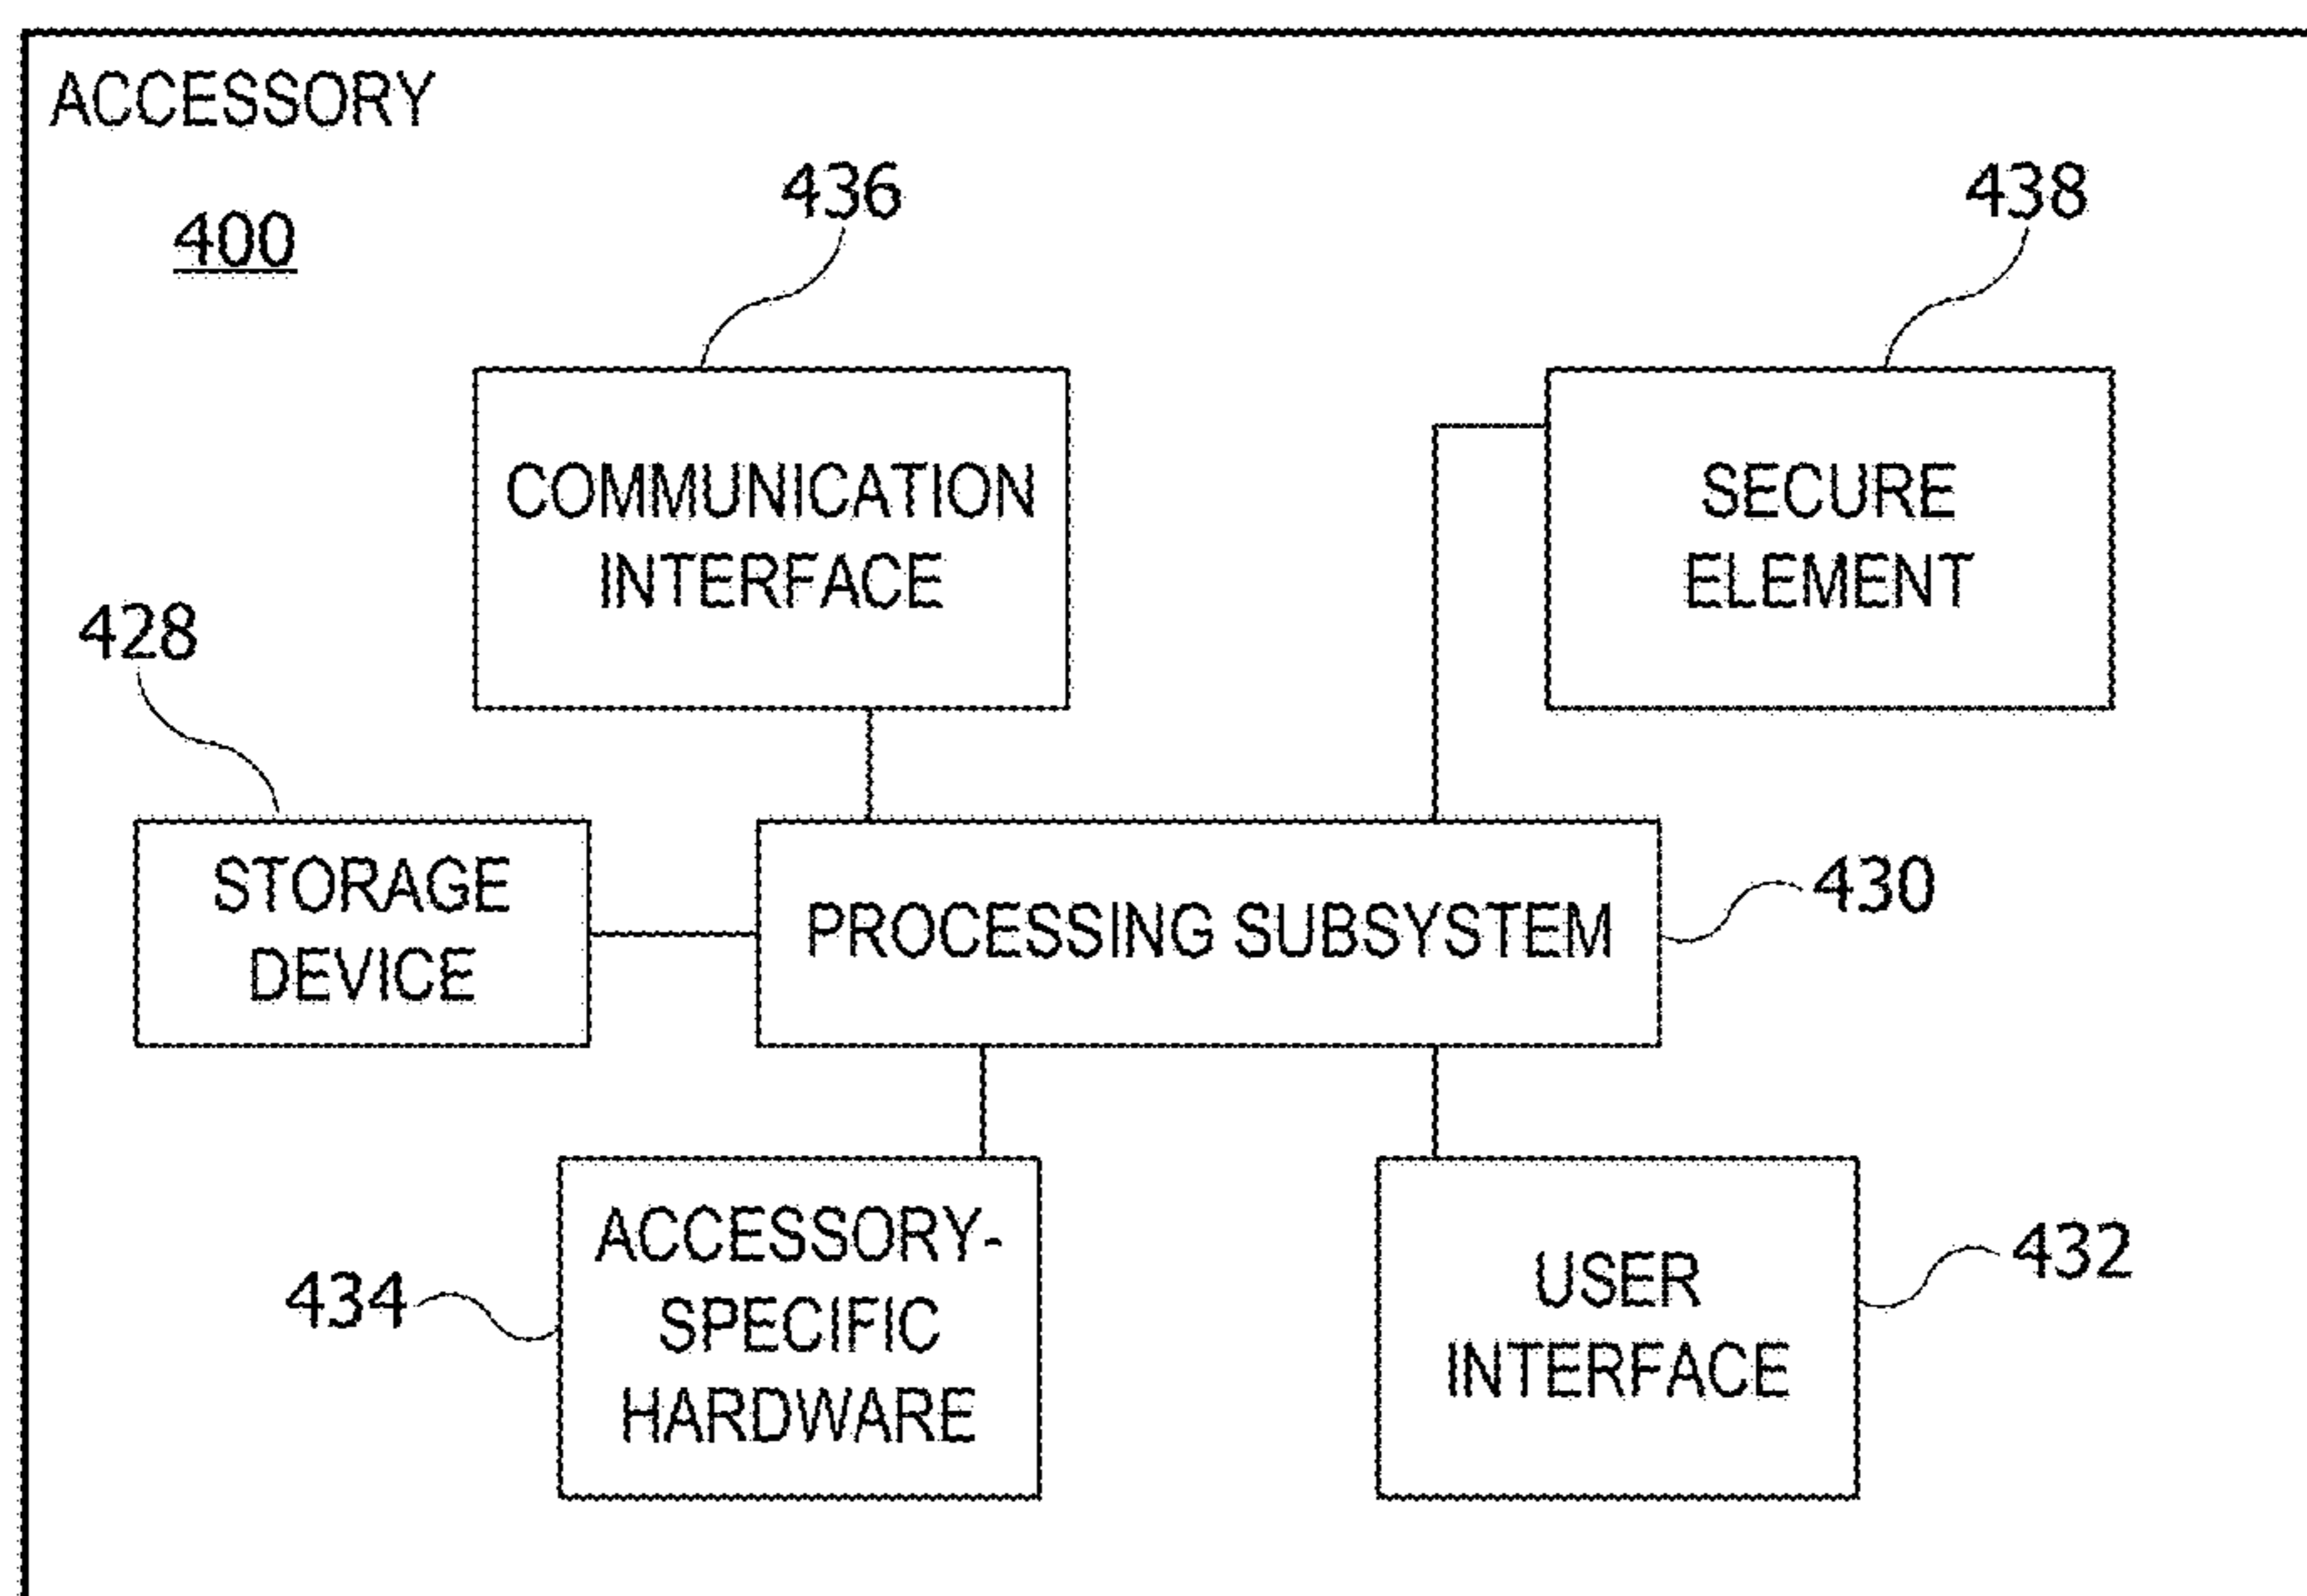 ACCESSORY
400
436
438
COMMUNICATION
INTERFACE
SECURE
ELEMENT
428
STORAGE
DEVICE
PROCESSING SUBSYSTEM
430
434
ACCESSORY-
SPECIFIC
HARDWARE
USER
INTERFACE
432